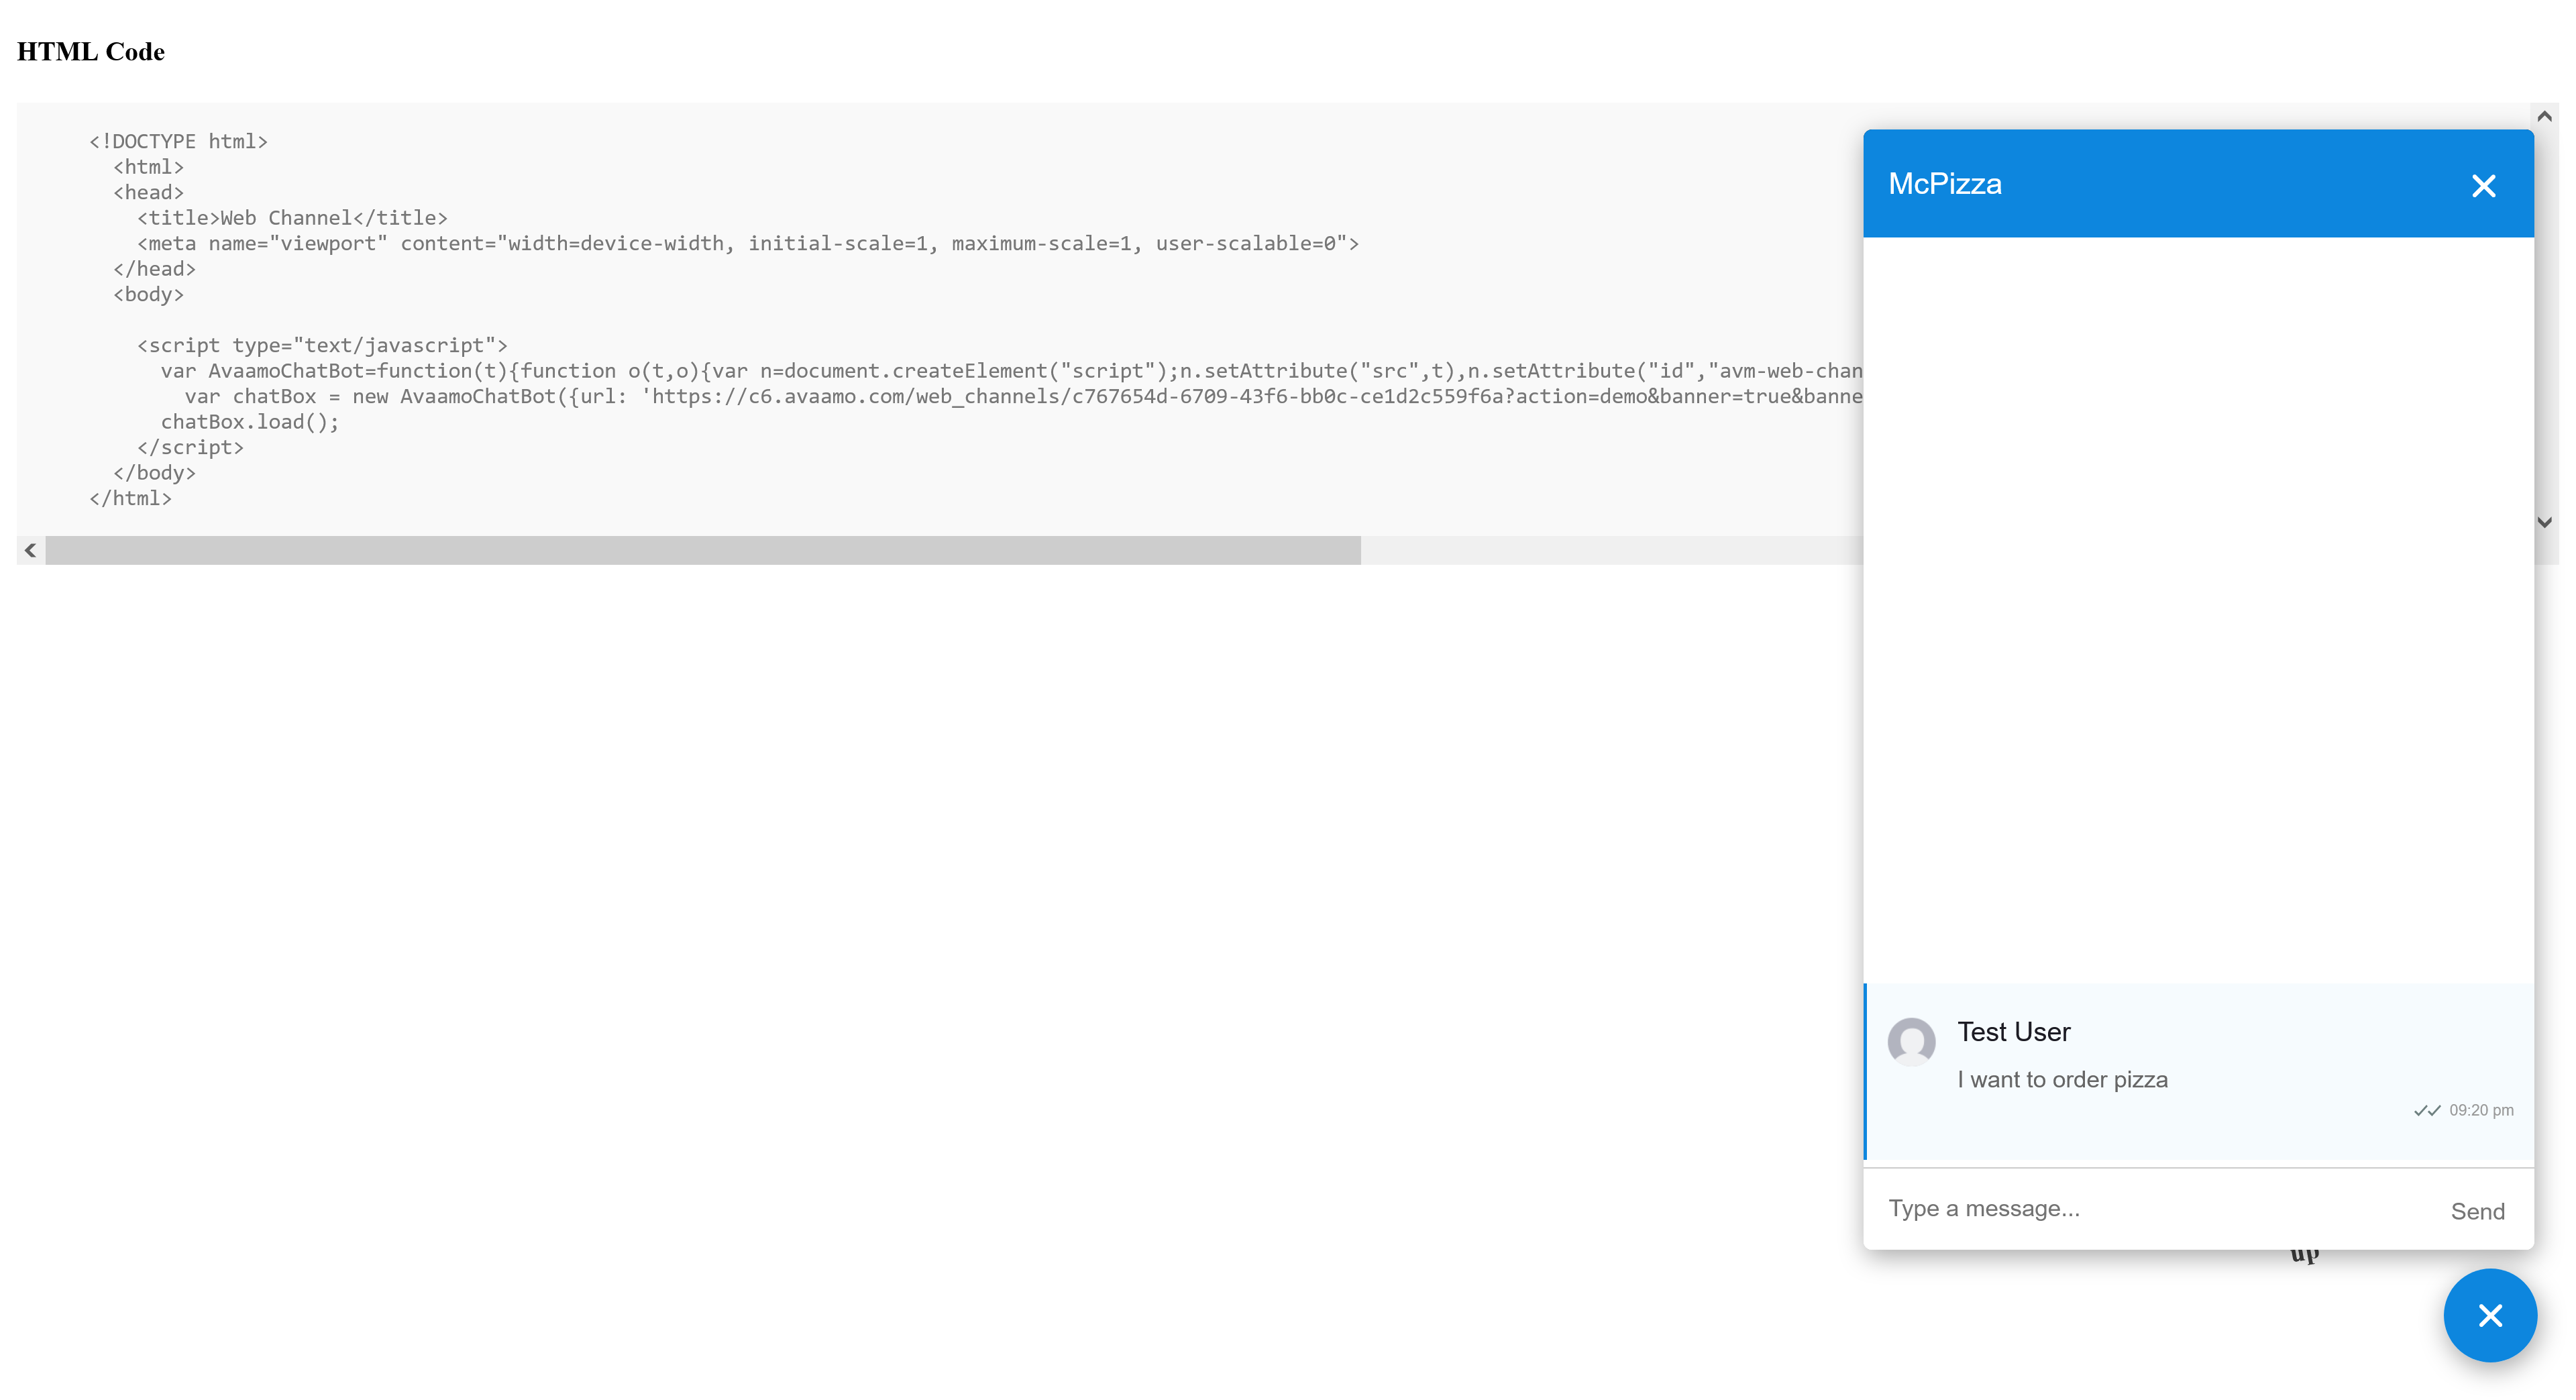 HTML Code
<!DOCTYPE html>
<html>
<head>
<title>Web Channel</title>
<meta name="viewport" content="width=device-width, initial-scale=1, maximum-scale=1, user-scalable=0">
</head>
<body>
<script type="text/javascript">
var AvaamoChatBot=function(t){function o(t,o){var n=document.createElement("script");n.setAttribute("src",t),n.setAttribute("id","avm-web-chan
var chatBox = new AvaamoChatBot({url: 'https://c6.avaamo.com/web_channels/c767654d-6709-43f6-bb0c-ce1d2c559f6a?action=demo&banner=true&banne
chatBox.load();
</script>
</body>
</html>
McPizza
Test User
I want to order pizza
09:20 pm
Type a message...
Send
up